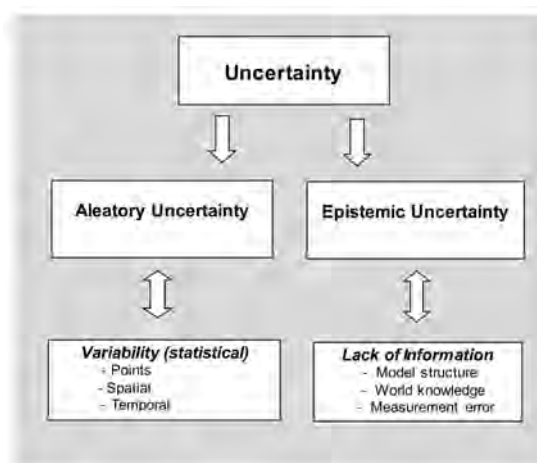 Uncertainty
Aleatory Uncertainty
Epistemic Uncertainty
Variability (statistical)
- Points
- Spatial
- Temporal
Lack of Information
- Model structure
- World knowledge
- Measurement error